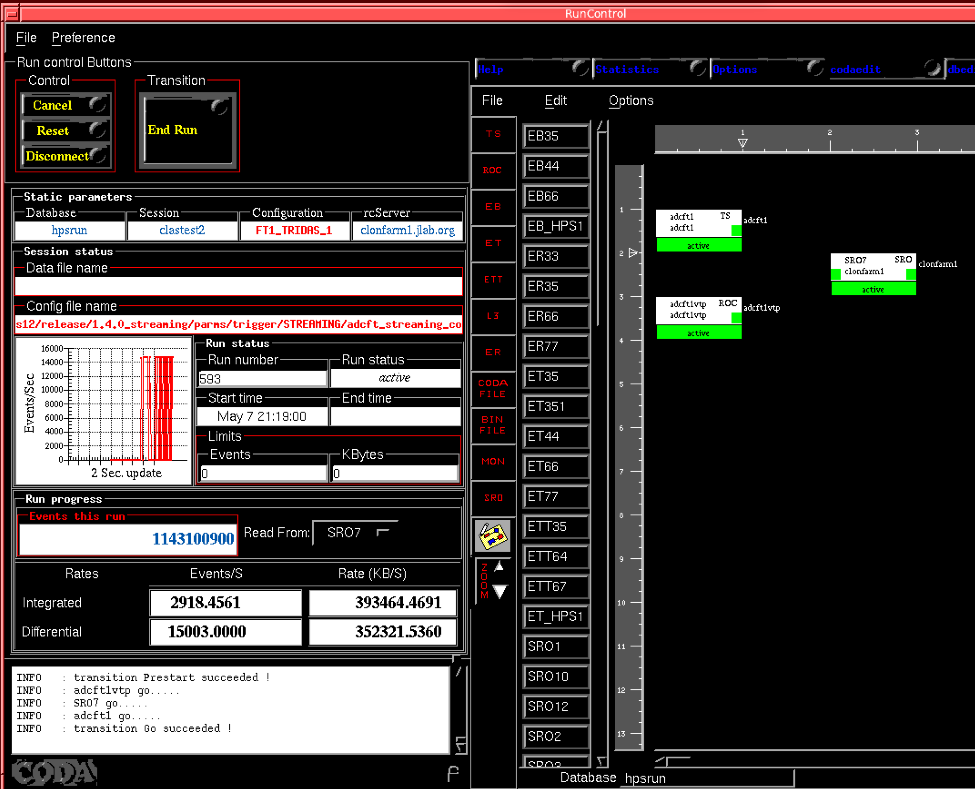 RunControl
File Preference
Run control Buttons
Control
Cancel
Reset
Disconnect
Transition
End Run
Static parameters
Database Session Configuration rcServer
hpsrun clastest2 FT1_TRIDAS_1 clonfarm1.jlab.org
Session status
Data file name
Config file name
s12/release/1.4.0_streaming/parms/trigger/STREAMING/adcft_streaming_co
16000
14000
12000
10000
8000
6000
4000
2000
0
Events/Sec
2 Sec. update
Run status
Run number Run status
593 active
Start time End time
May 7 21:19:00
Limits
Events KBytes
0 0
Run progress
Events this run
1143100900
Read From: SRO7
Rates Events/S Rate (KB/S)
Integrated 2918.4561 393464.4691
Differential 15003.0000 352321.5360
INFO : transition Prestart succeeded !
INFO : adcft1vtp go.....
INFO : SRO7 go.....
INFO : adcft1 go.....
INFO : transition Go succeeded !
CODA
Help Statistics Options codaedit dbed
File Edit Options
TS
ROC
EB
ET
ETT
L3
ER
CODA
FILE
BIN
FILE
MON
SRO
ZOOM
EB35
EB44
EB66
EB_HPS1
ER33
ER35
ER66
ER77
ET35
ET351
ET44
ET66
ET77
ETT35
ETT64
ETT67
ET_HPS1
SRO1
SRO10
SRO12
SRO2
SRO3
1 2 3
1
2
3
4
5
6
7
8
9
10
11
12
13
adcft1 TS
adcft1
active
adcft1
SRO7 SRO
clonfarm1
active
clonfarm1
adcft1vtp ROC
adcft1vtp
active
adcft1vtp
Database hpsrun